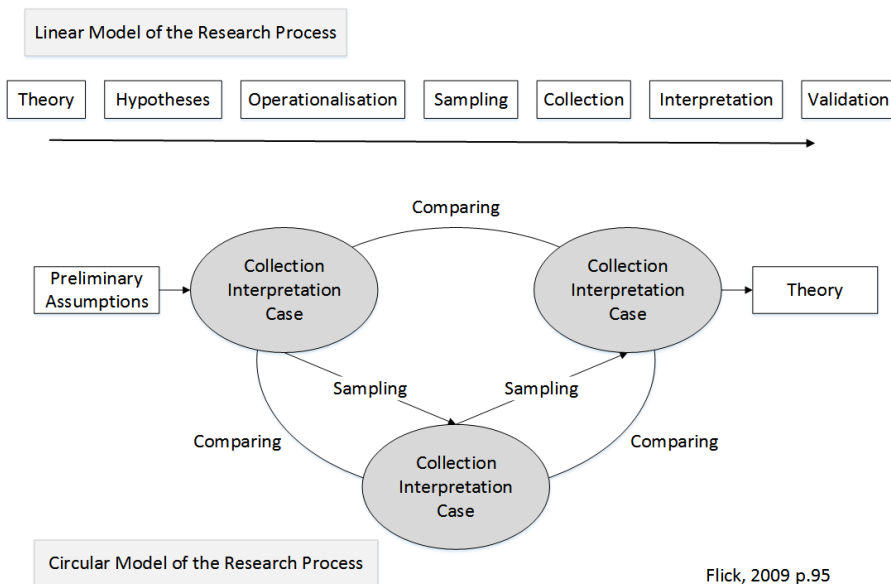 Linear Model of the Research Process
Theory
Hypotheses
Operationalisation
Sampling
Collection
Interpretation
Validation
Comparing
Preliminary
Assumptions
Collection
Interpretation
Case
Collection
Interpretation
Case
Theory
Sampling
Sampling
Comparing
Comparing
Collection
Interpretation
Case
Circular Model of the Research Process
Flick, 2009 p.95